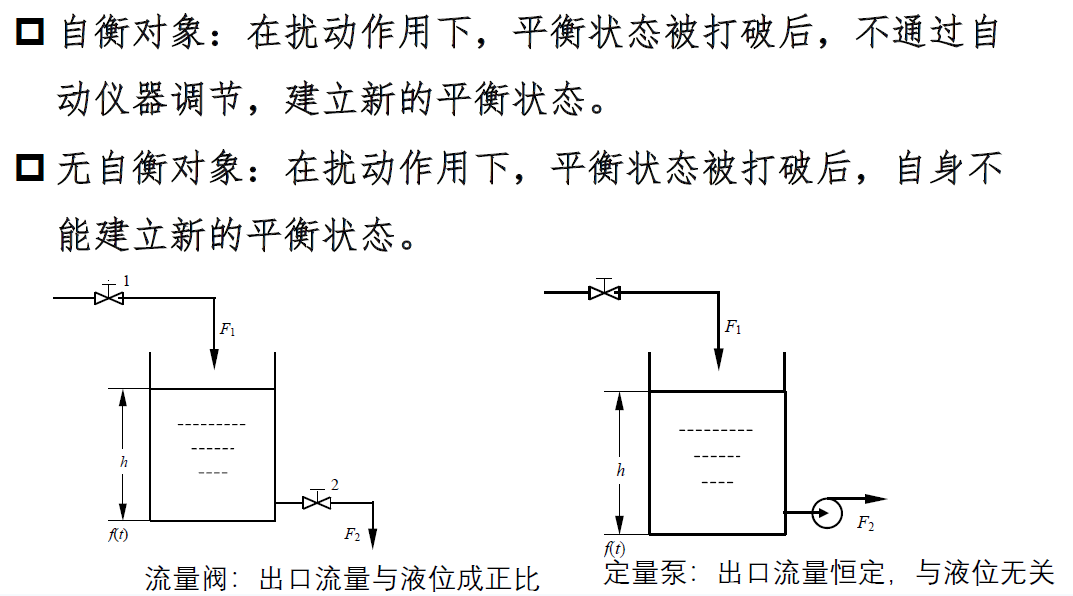 自衡对象：在扰动作用下，平衡状态被打破后，不通过自
动仪器调节，建立新的平衡状态。
无自衡对象：在扰动作用下，平衡状态被打破后，自身不
能建立新的平衡状态。
1
F1
h
2
f(t)
F2
流量阀：出口流量与液位成正比
F1
h
F2
f(t)
定量泵：出口流量恒定，与液位无关